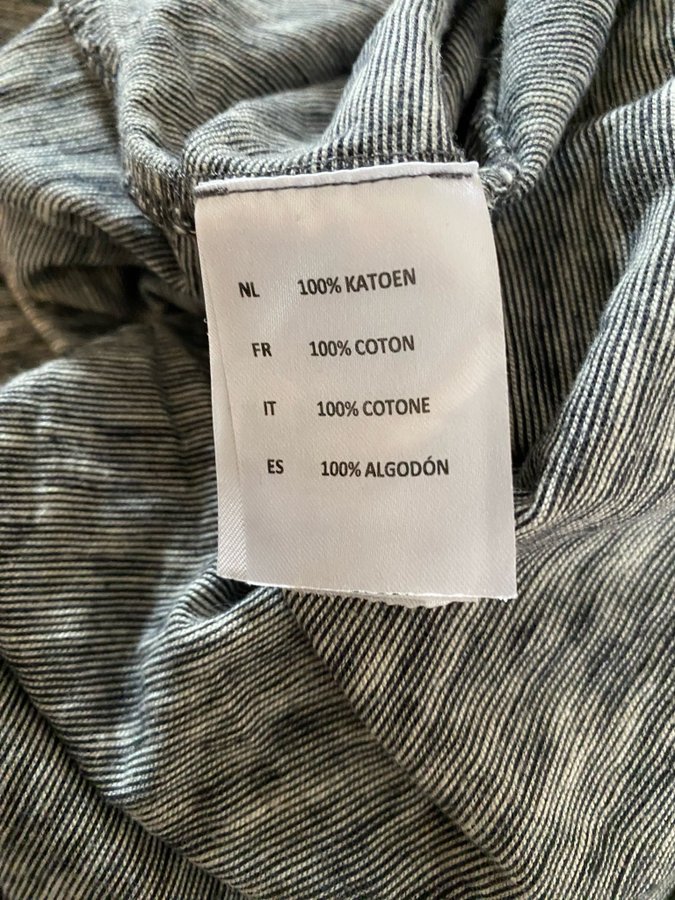 NL 100% KATOEN
FR 100% COTON
IT 100% COTONE
ES 100% ALGODÓN